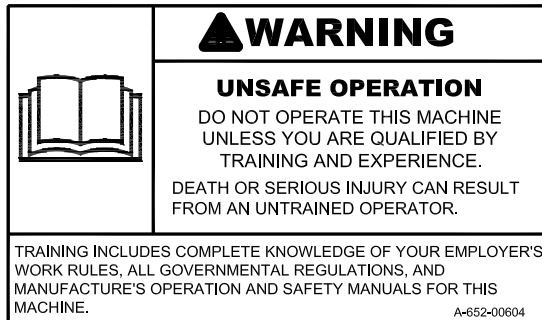 WARNING
UNSAFE OPERATION
DO NOT OPERATE THIS MACHINE
UNLESS YOU ARE QUALIFIED BY
TRAINING AND EXPERIENCE.
DEATH OR SERIOUS INJURY CAN RESULT
FROM AN UNTRAINED OPERATOR.
TRAINING INCLUDES COMPLETE KNOWLEDGE OF YOUR EMPLOYER'S
WORK RULES, ALL GOVERNMENTAL REGULATIONS, AND
MANUFACTURE'S OPERATION AND SAFETY MANUALS FOR THIS
MACHINE.
A-652-00604